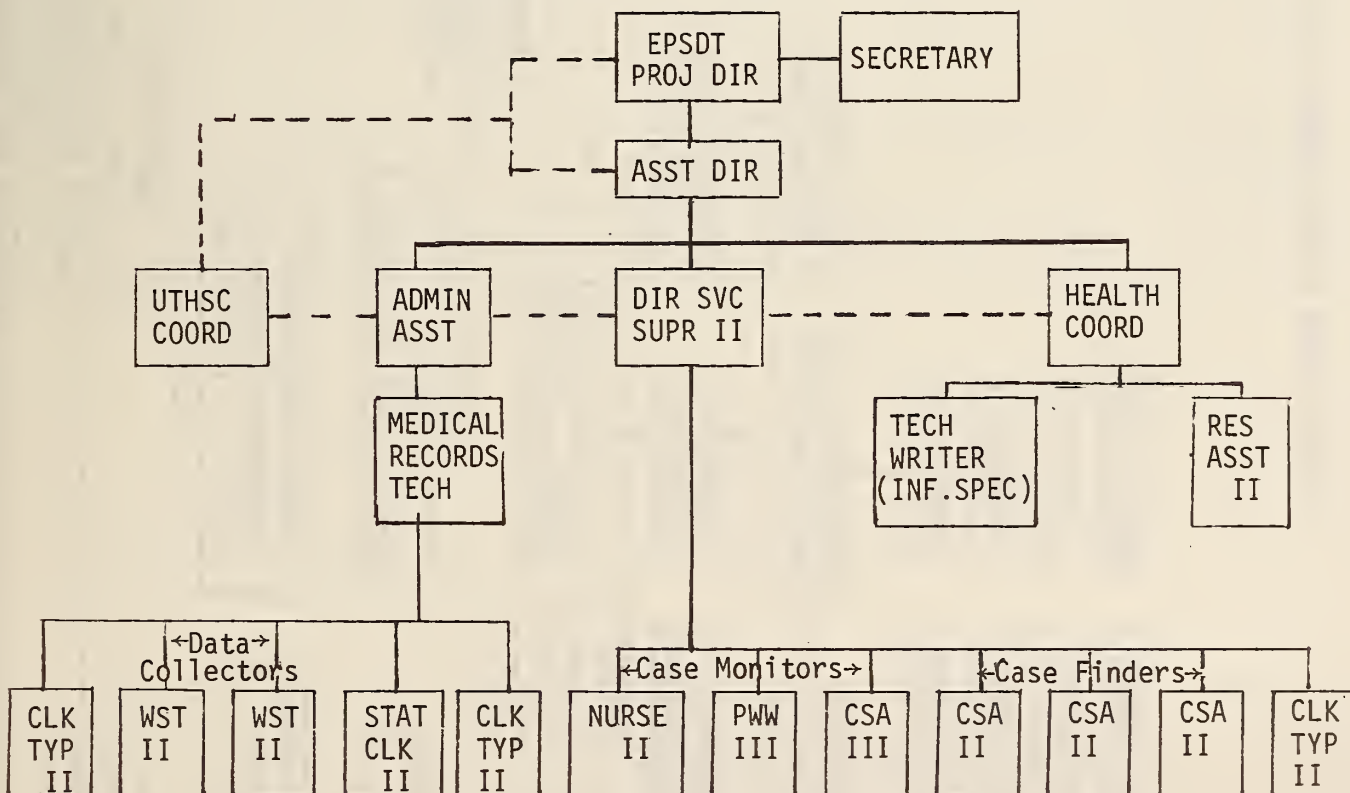 EPSDT
PROJ DIR
SECRETARY
ASST DIR
UTHSC
COORD
ADMIN
ASST
DIR SVC
SUPR II
HEALTH
COORD
MEDICAL
RECORDS
TECH
TECH
WRITER
(INF.SPEC)
RES
ASST
II
←Data→
Collectors
←Case Monitors→
←Case Finders→
CLK
TYP
II
WST
II
WST
II
STAT
CLK
II
CLK
TYP
II
NURSE
II
PWW
III
CSA
III
CSA
II
CSA
II
CSA
II
CLK
TYP
II